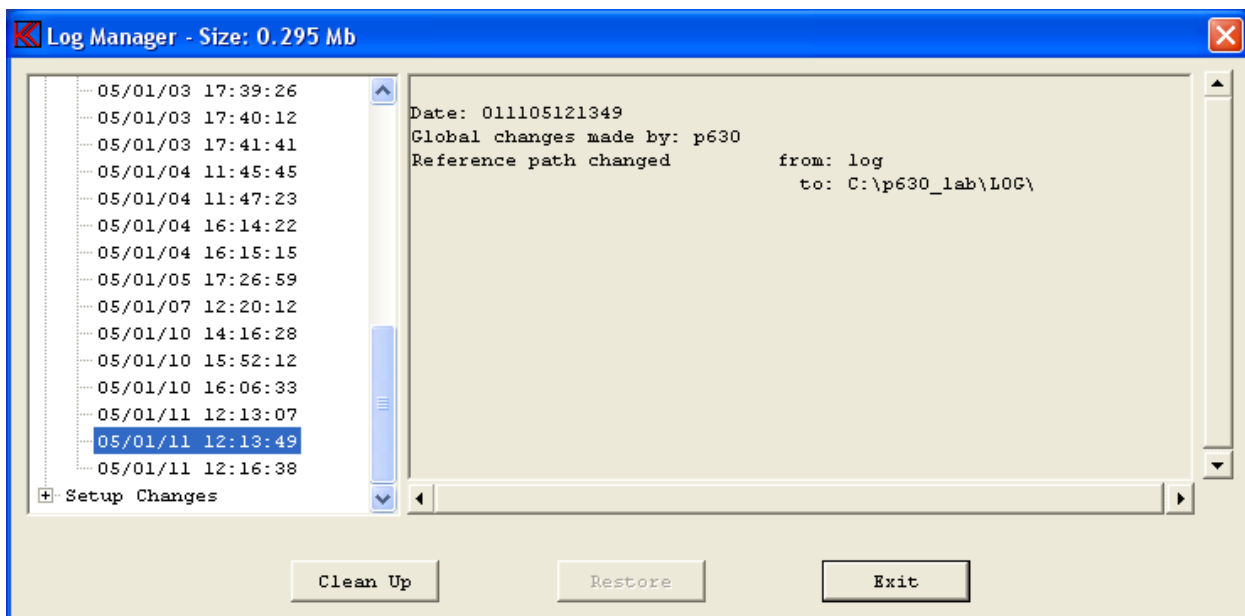 Log Manager - Size: 0.295 Mb
05/01/03 17:39:26
05/01/03 17:40:12
05/01/03 17:41:41
05/01/04 11:45:45
05/01/04 11:47:23
05/01/04 16:14:22
05/01/04 16:15:15
05/01/05 17:26:59
05/01/07 12:20:12
05/01/10 14:16:28
05/01/10 15:52:12
05/01/10 16:06:33
05/01/11 12:13:07
05/01/11 12:13:49
05/01/11 12:16:38
Setup Changes
Date: 011105121349
Global changes made by: p630
Reference path changed from: log
to: C:\p630_lab\LOG\
Clean Up Restore Exit